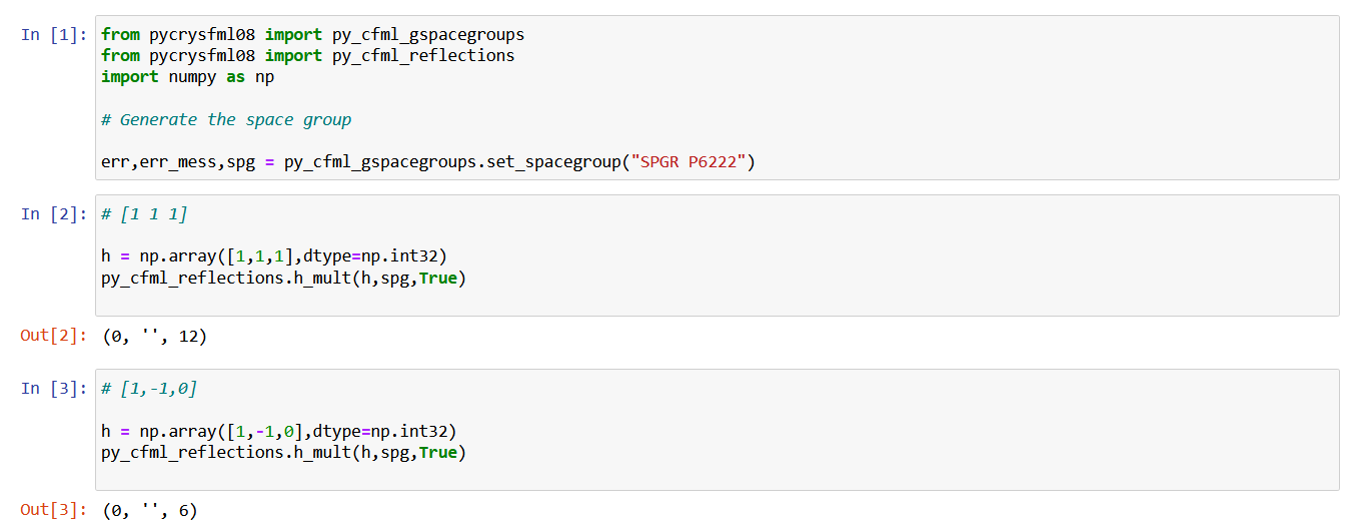 In [1]: from pycrysfml08 import py_cfml_gspacegroups
from pycrysfml08 import py_cfml_reflections
import numpy as np
# Generate the space group
err,err_mess,spg = py_cfml_gspacegroups.set_spacegroup("SPGR P6222")
In [2]: # [1 1 1]
h = np.array([1,1,1],dtype=np.int32)
py_cfml_reflections.h_mult(h,spg,True)
Out[2]: (0, '', 12)
In [3]: # [1,-1,0]
h = np.array([1,-1,0],dtype=np.int32)
py_cfml_reflections.h_mult(h,spg,True)
Out[3]: (0, '', 6)